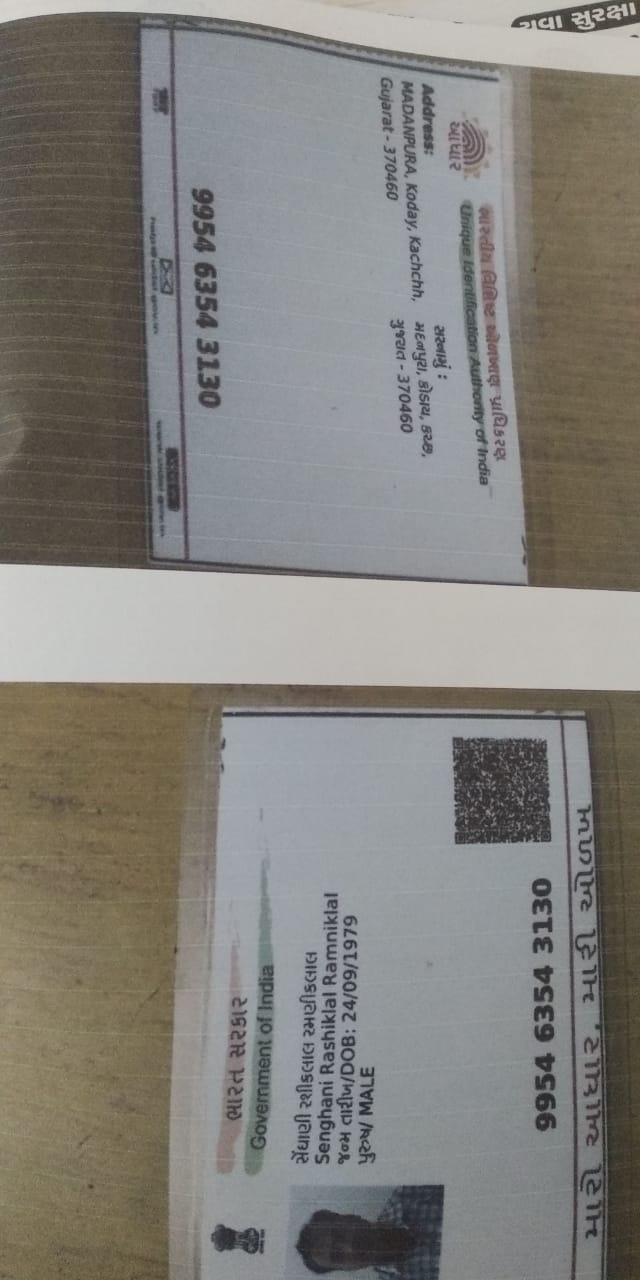 સુરક્ષા
આધાર
ભારતીય વિશિષ્ટ ઓળખાણ પ્રાધિકરણ
Unique Identification Authority of India
Address:
MADANPURA, Koday, Kachchh,
Gujarat - 370460
સરનામું :
મદનપુરા, કોડાય, કચ્છ,
ગુજરાત - 370460
9954 6354 3130
ભારત સરકાર
Government of India
સેંઘાણી રશીકલાલ રમણીકલાલ
Senghani Rashiklal Ramniklal
જન્મ તારીખ/DOB: 24/09/1979
પુરુષ/ MALE
9954 6354 3130
મારો આધાર, મારી ઓળખ